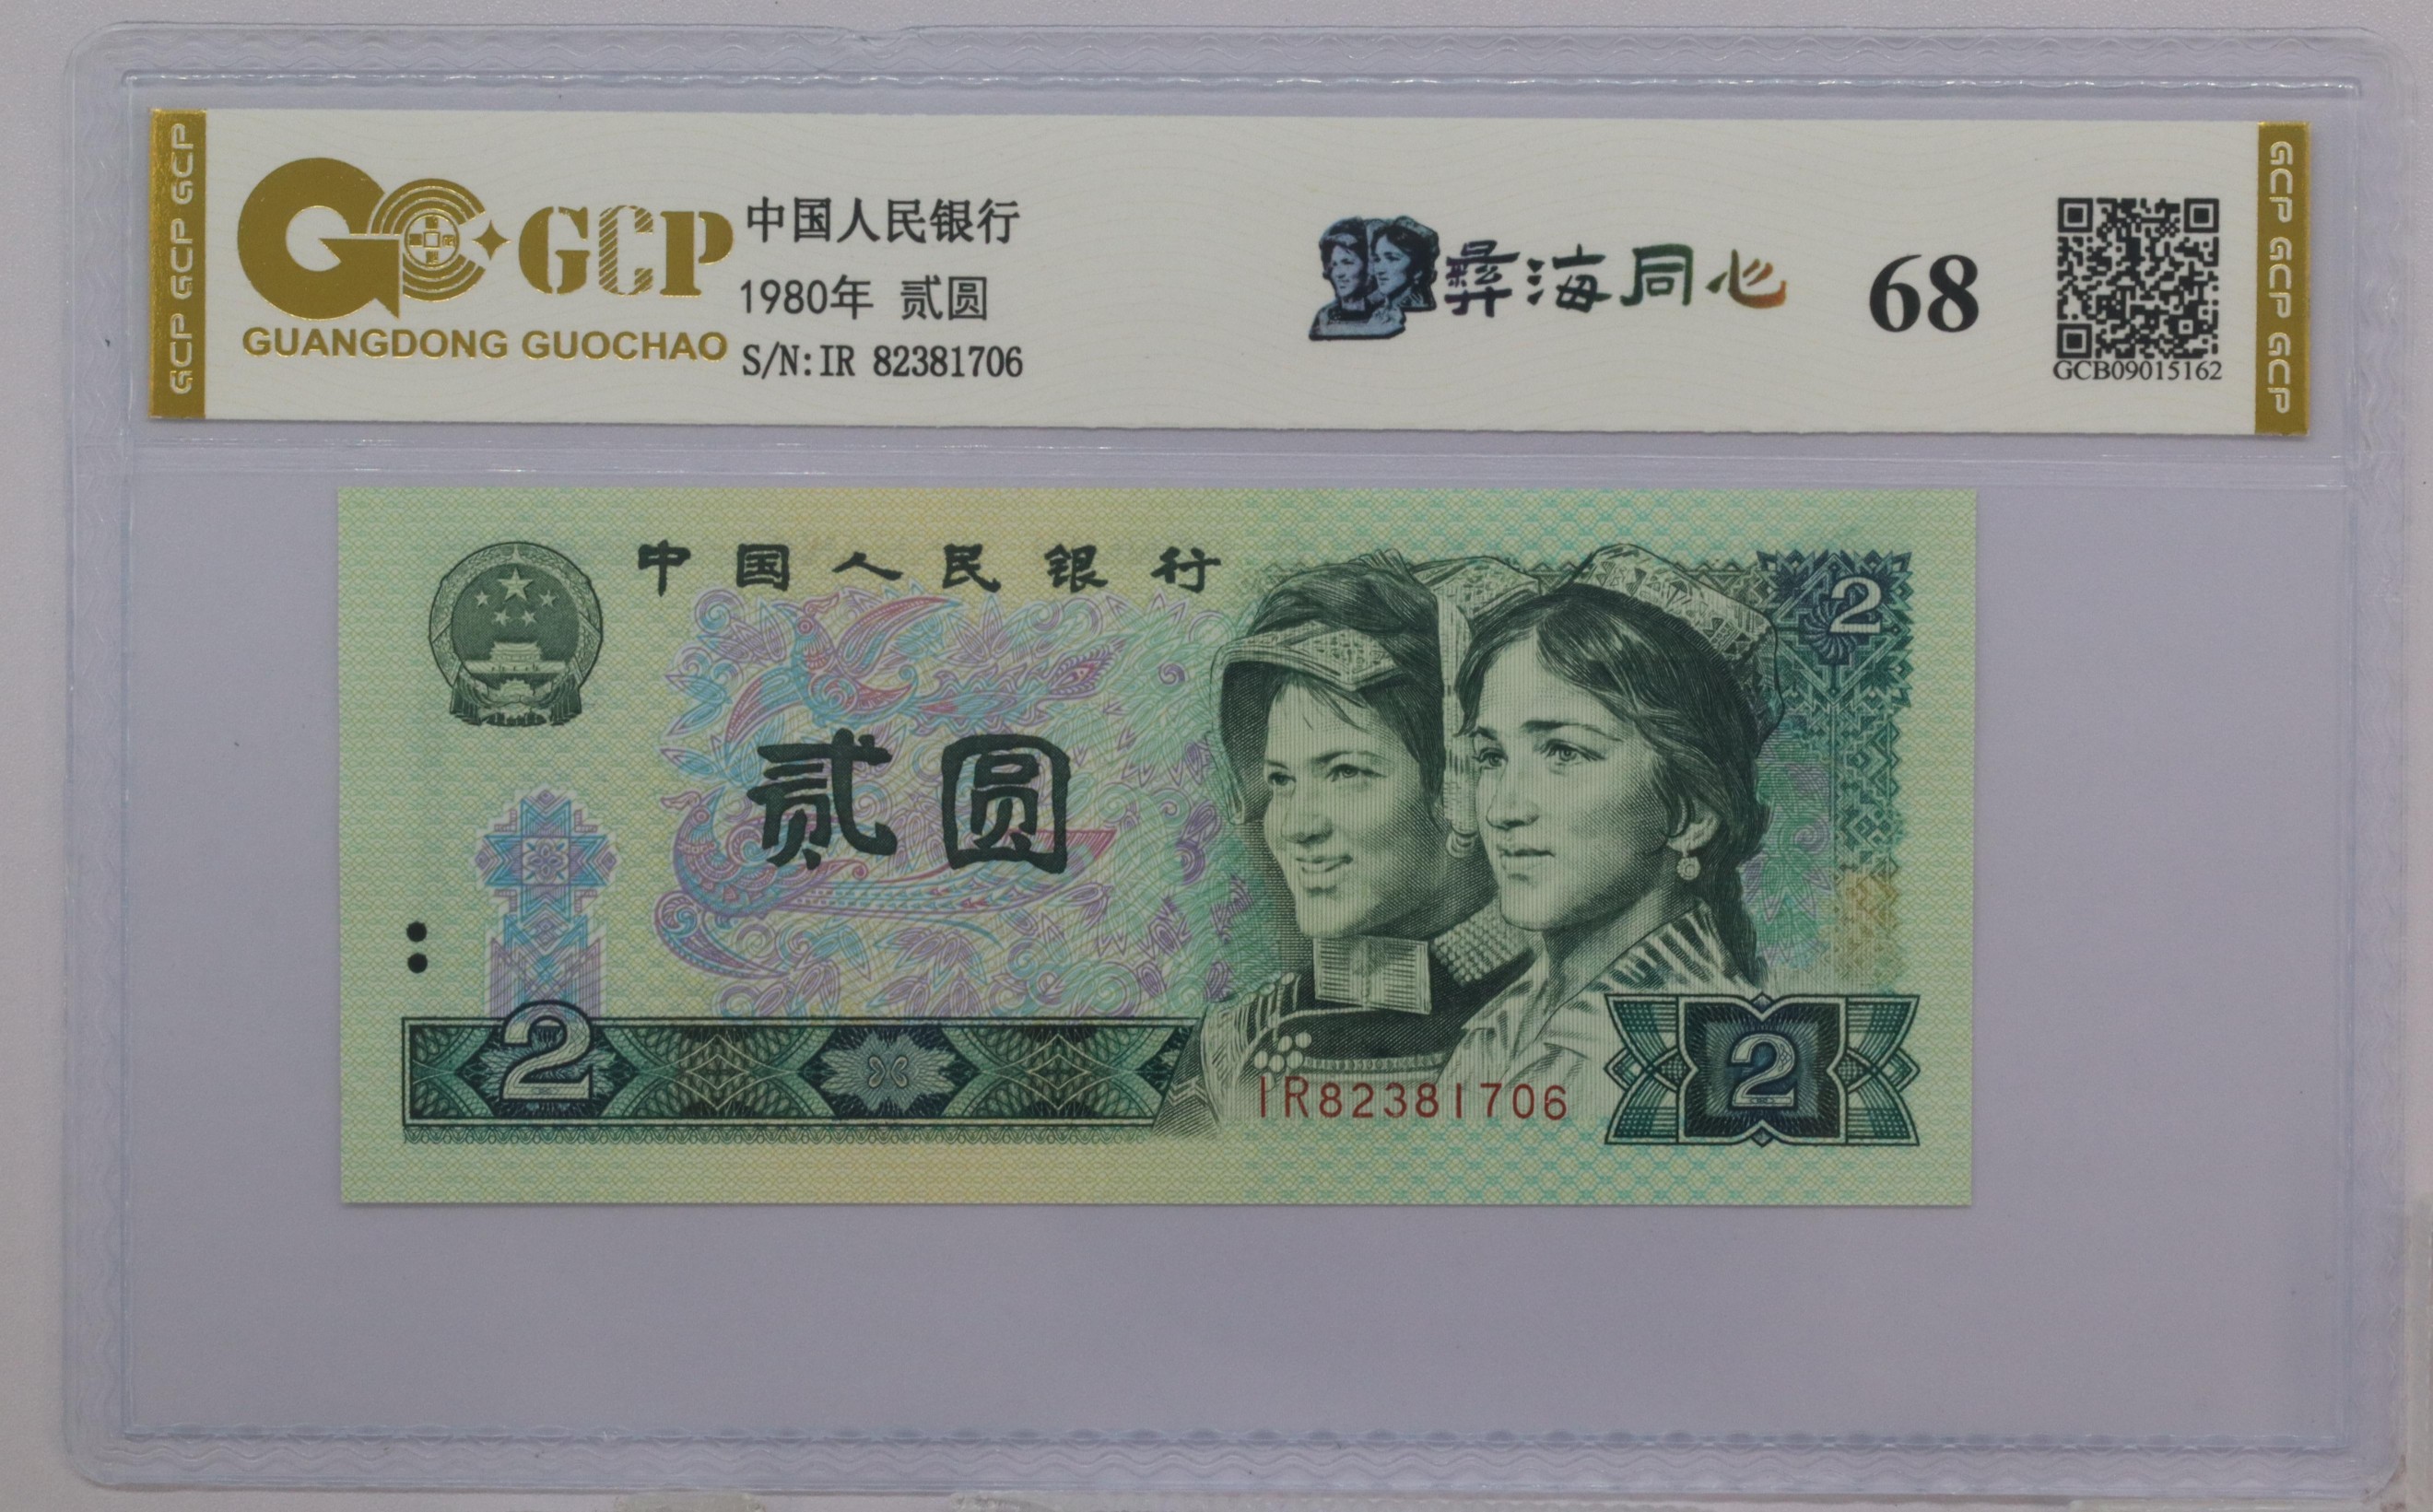 GCP GCP GCP
GCP
GUANGDONG GUOCHAO
中国人民银行
1980年 贰圆
S/N:IR 82381706
彝海同心
68
GCB09015162
GCP GCP GCP
中国人民银行
2
贰圆
2
IR82381706
2